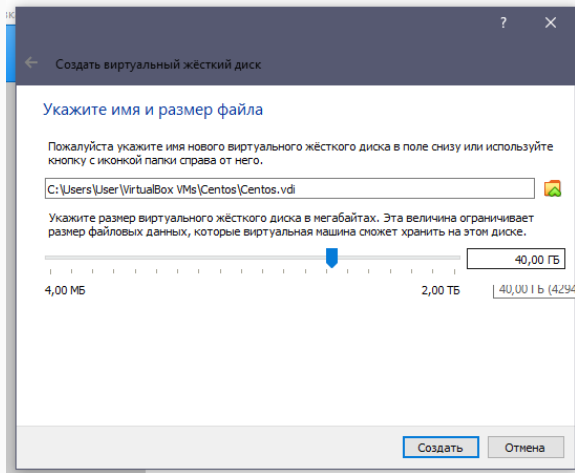 ?
Создать виртуальный жёсткий диск
Укажите имя и размер файла
Пожалуйста укажите имя нового виртуального жёсткого диска в поле снизу или используйте
кнопку с иконкой папки справа от него.
C:\Users\User\VirtualBox VMs\Centos\Centos.vdi
Укажите размер виртуального жёсткого диска в мегабайтах. Эта величина ограничивает
размер файловых данных, которые виртуальная машина сможет хранить на этом диске.
40,00 ГБ
4,00 МБ 2,00 ТБ 40,00 ГБ (4294
Создать Отмена